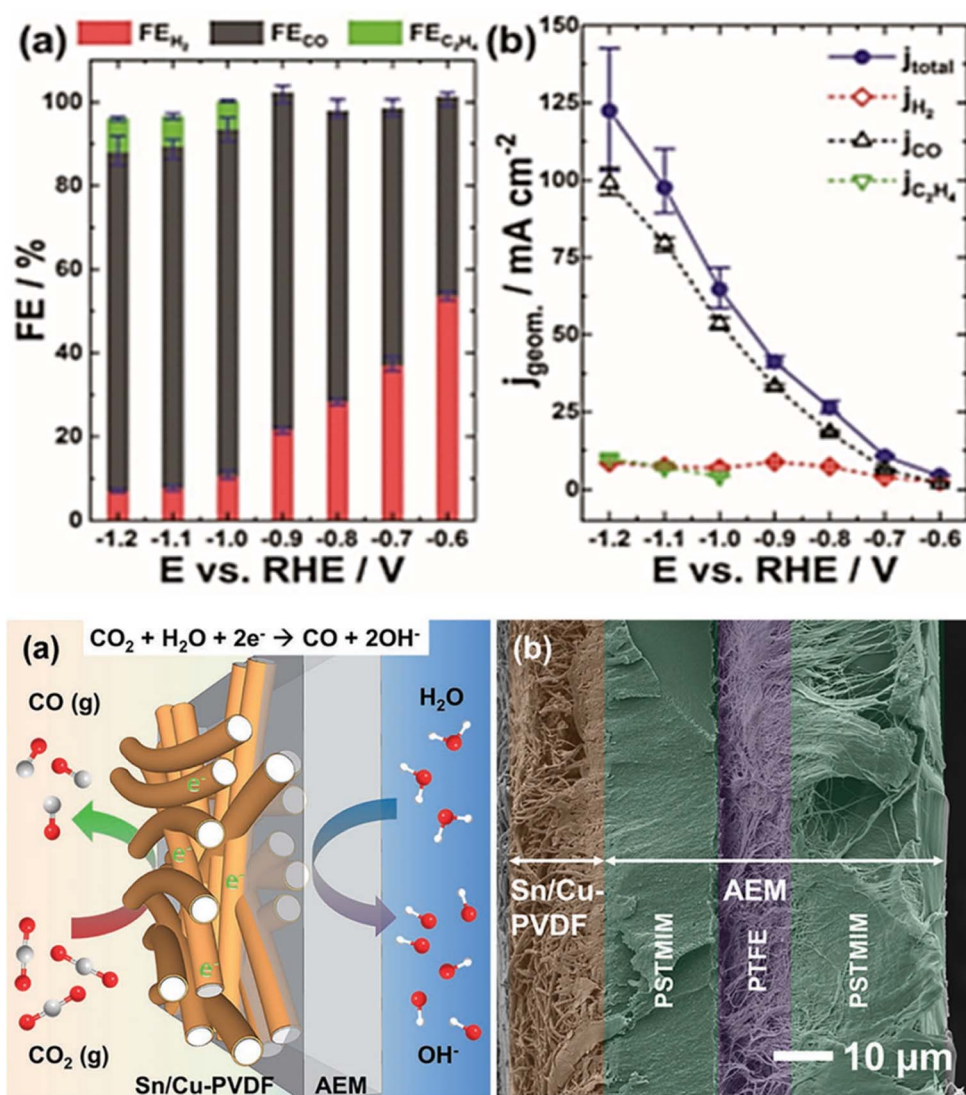 (a) FE_H₂ FE_CO FE_C₂H₄
FE / %
100
80
60
40
20
0
-1.2 -1.1 -1.0 -0.9 -0.8 -0.7 -0.6
E vs. RHE / V
(b)
j_geom. / mA cm⁻²
150
125
100
75
50
25
0
j_total
j_H₂
j_CO
j_C₂H₄
-1.2 -1.1 -1.0 -0.9 -0.8 -0.7 -0.6
E vs. RHE / V
(a) CO₂ + H₂O + 2e⁻ → CO + 2OH⁻
CO (g)
H₂O
e⁻
e⁻
e⁻
e⁻
CO₂ (g)
OH⁻
Sn/Cu-PVDF AEM
(b)
Sn/Cu-
PVDF
AEM
PSTMIM
PTFE
PSTMIM
10 µm